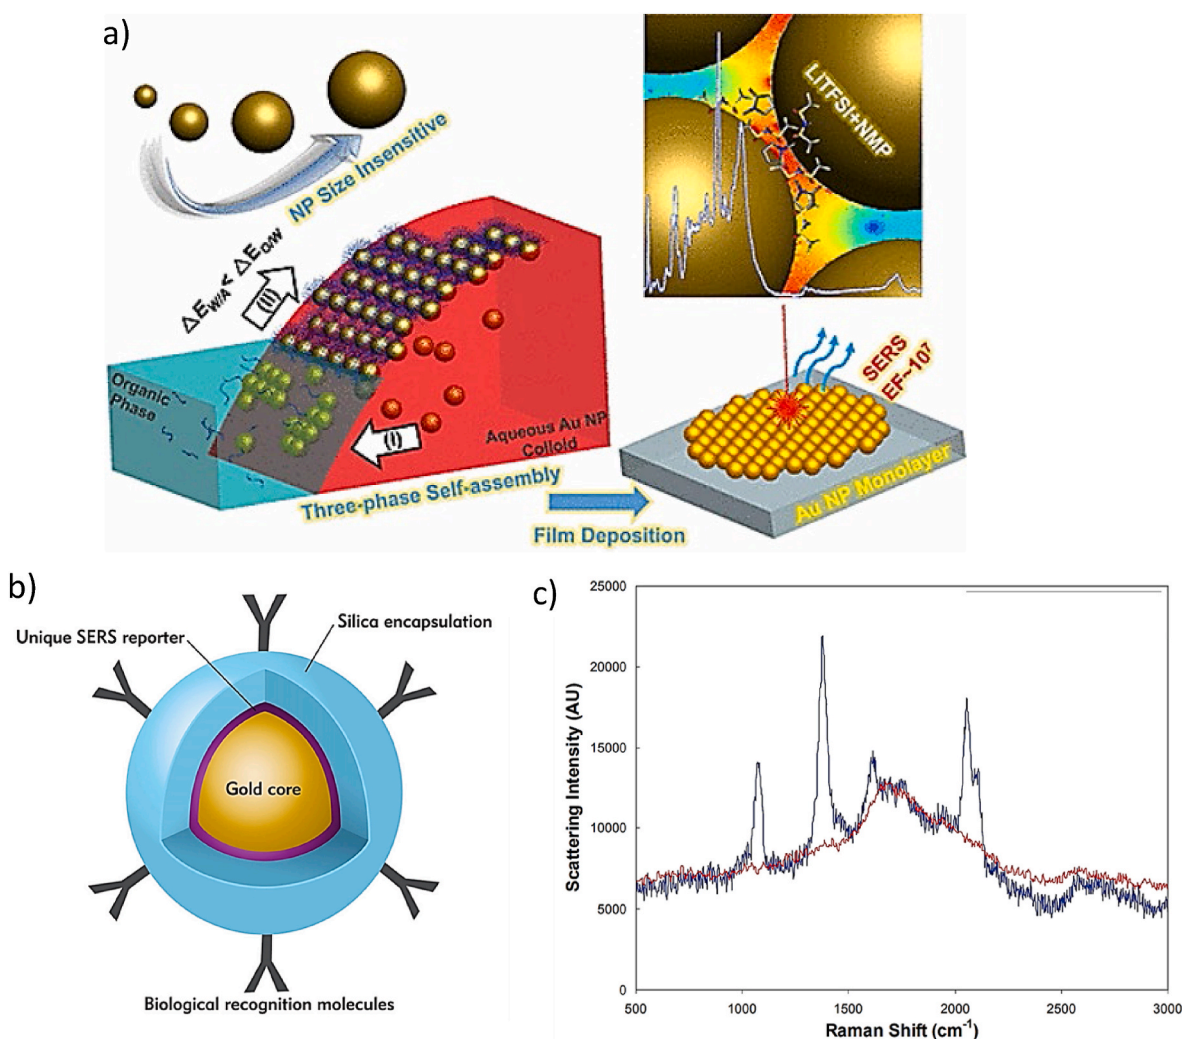 a)
NP Size Insensitive
LiTFSI+NMP
△E_W/A < △E_O/W
(II)
Organic
Phase
(I)
Aqueous Au NP
Colloid
Three-phase Self-assembly
Film Deposition
SERS
EF~10⁷
Au NP Monolayer
b)
Unique SERS reporter
Silica encapsulation
Gold core
Biological recognition molecules
c)
Scattering Intensity (AU)
25000
20000
15000
10000
5000
0
500 1000 1500 2000 2500 3000
Raman Shift (cm⁻¹)